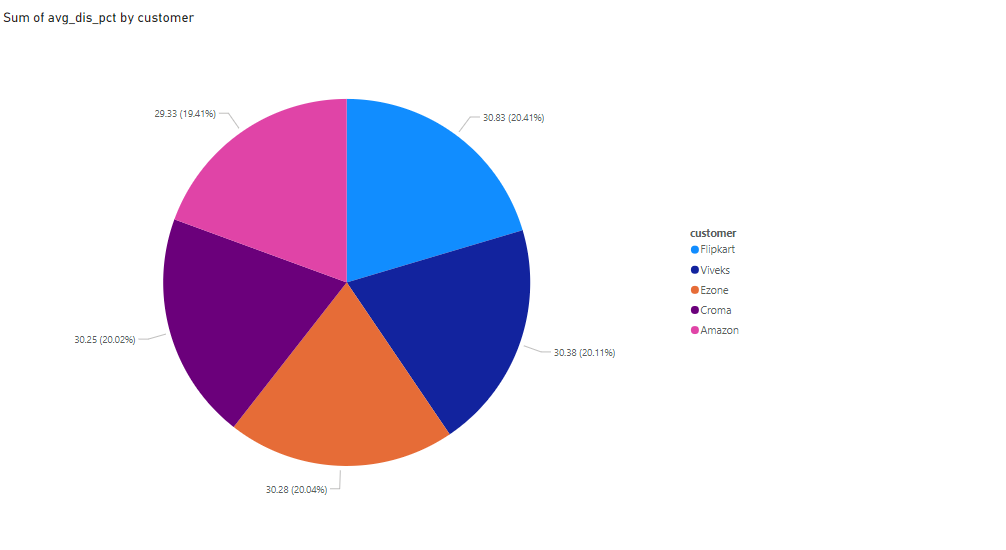 Sum of avg_dis_pct by customer
29.33 (19.41%)
30.83 (20.41%)
30.25 (20.02%)
30.38 (20.11%)
30.28 (20.04%)
customer
Flipkart
Viveks
Ezone
Croma
Amazon